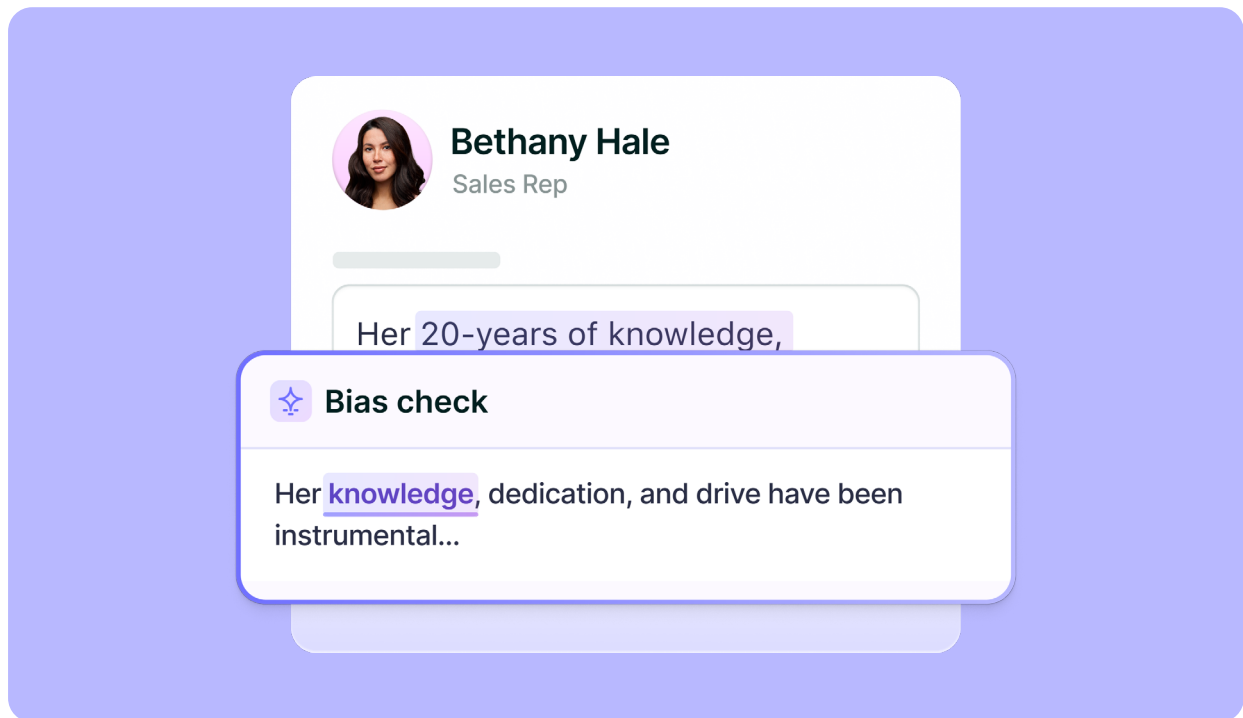 Bethany Hale
Sales Rep
Her 20-years of knowledge,
Bias check
Her knowledge, dedication, and drive have been
instrumental...